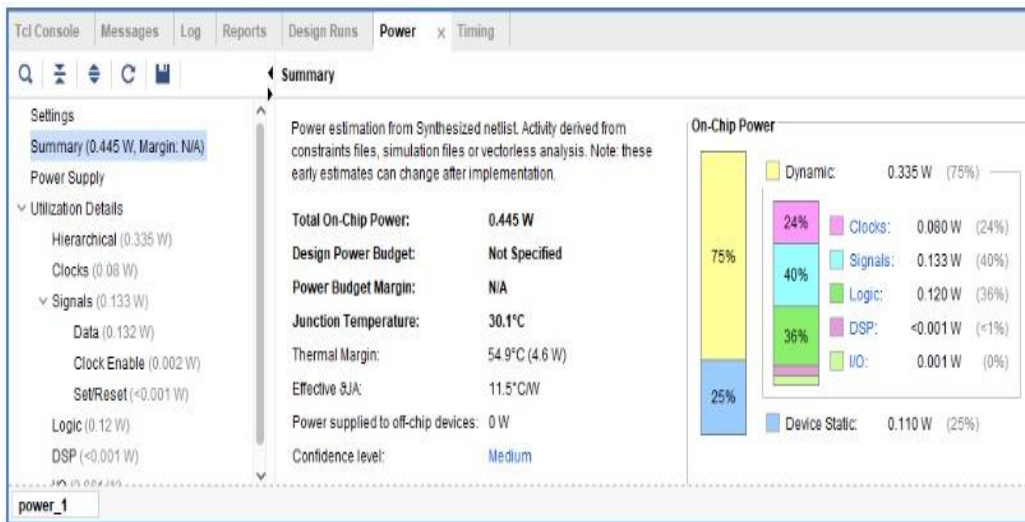 Tcl Console Messages Log Reports Design Runs Power × Timing
Summary
Settings
Summary (0.445 W, Margin: N/A)
Power Supply
Utilization Details
Hierarchical (0.335 W)
Clocks (0.08 W)
Signals (0.133 W)
Data (0.132 W)
Clock Enable (0.002 W)
Set/Reset (<0.001 W)
Logic (0.12 W)
DSP (<0.001 W)
Power estimation from Synthesized netlist. Activity derived from
constraints files, simulation files or vectorless analysis. Note: these
early estimates can change after implementation.
Total On-Chip Power: 0.445 W
Design Power Budget: Not Specified
Power Budget Margin: N/A
Junction Temperature: 30.1°C
Thermal Margin: 54.9°C (4.6 W)
Effective ϑJA: 11.5°C/W
Power supplied to off-chip devices: 0 W
Confidence level: Medium
On-Chip Power
75%
25%
Dynamic: 0.335 W (75%)
24%
40%
36%
Clocks: 0.080 W (24%)
Signals: 0.133 W (40%)
Logic: 0.120 W (36%)
DSP: <0.001 W (<1%)
I/O: 0.001 W (0%)
Device Static: 0.110 W (25%)
power_1